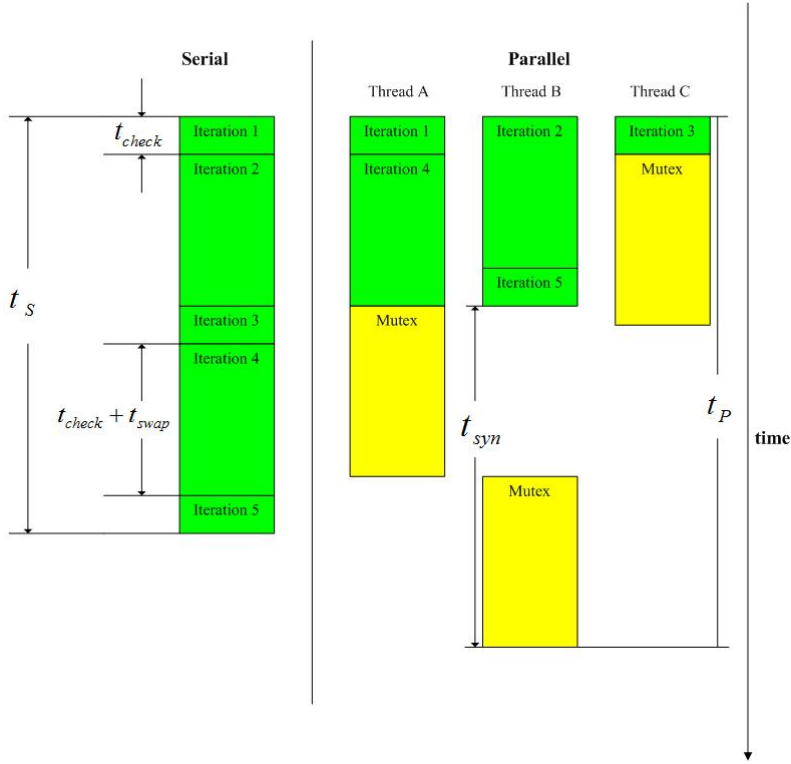 Serial
Parallel
Thread A
Thread B
Thread C
t_check
Iteration 1
Iteration 2
Iteration 3
Iteration 4
Iteration 5
t_S
t_check + t_swap
Iteration 1
Iteration 4
Mutex
Iteration 2
Iteration 5
Mutex
Iteration 3
Mutex
t_syn
t_P
time